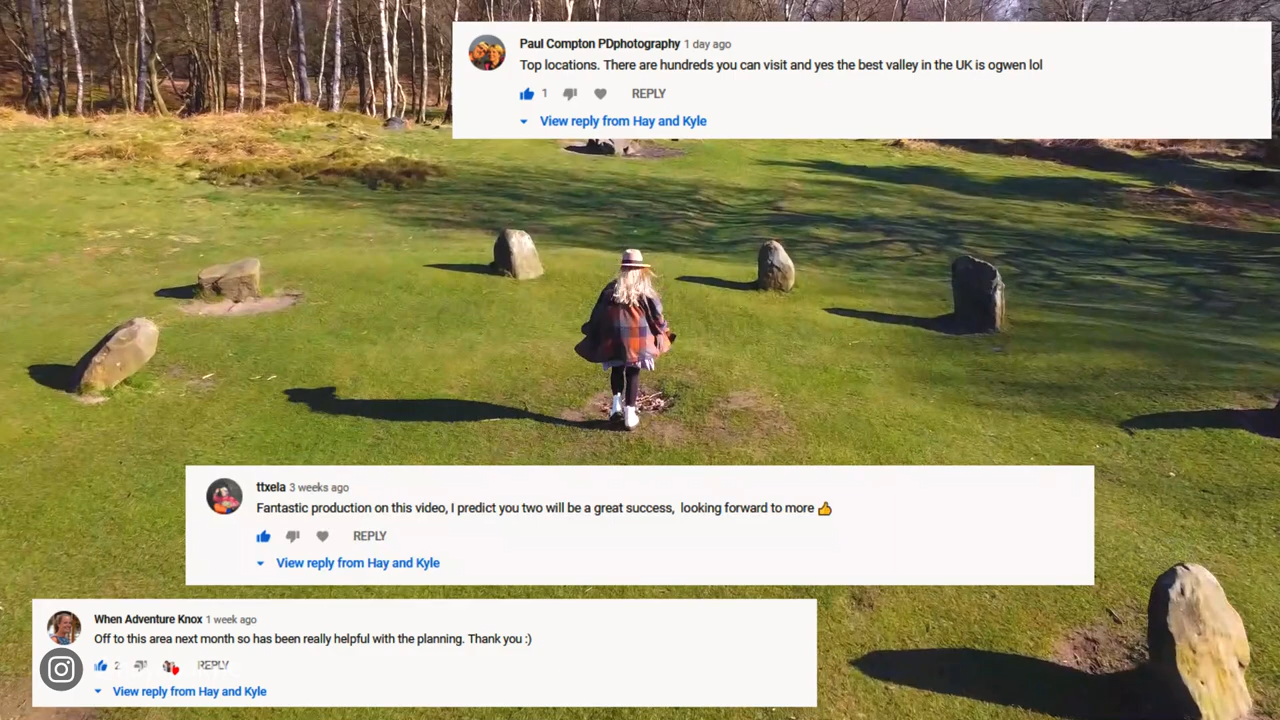 Paul Compton PDphotography 1 day ago
Top locations. There are hundreds you can visit and yes the best valley in the UK is ogwen lol
1 REPLY
View reply from Hay and Kyle
ttxela 3 weeks ago
Fantastic production on this video, I predict you two will be a great success, looking forward to more 👍
REPLY
View reply from Hay and Kyle
When Adventure Knox 1 week ago
Off to this area next month so has been really helpful with the planning. Thank you :)
2 REPLY
View reply from Hay and Kyle